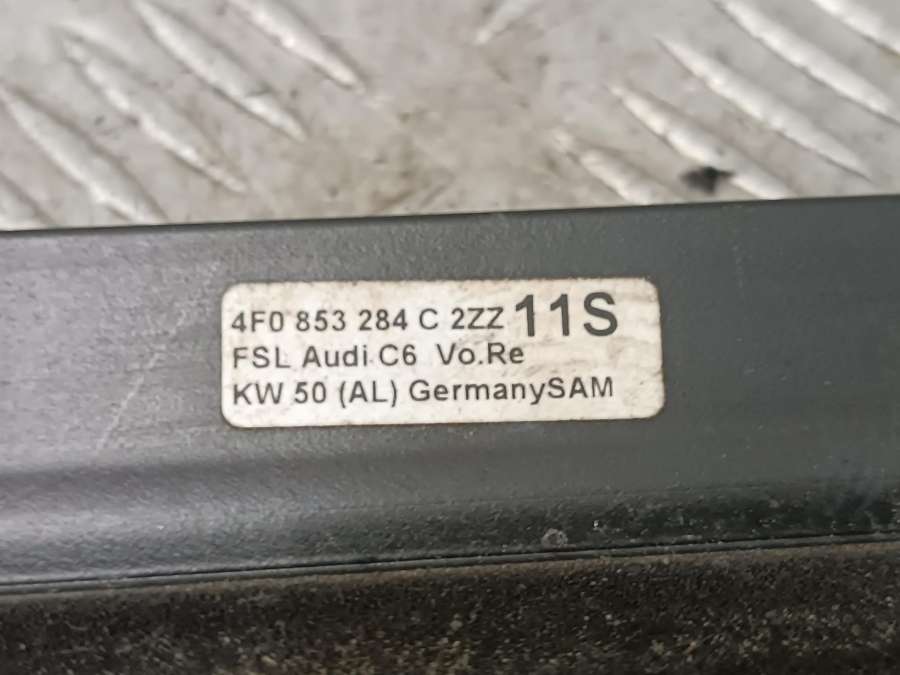 4F0 853 284 C 2ZZ 11S
FSL Audi C6 Vo.Re
KW 50 (AL) GermanySAM